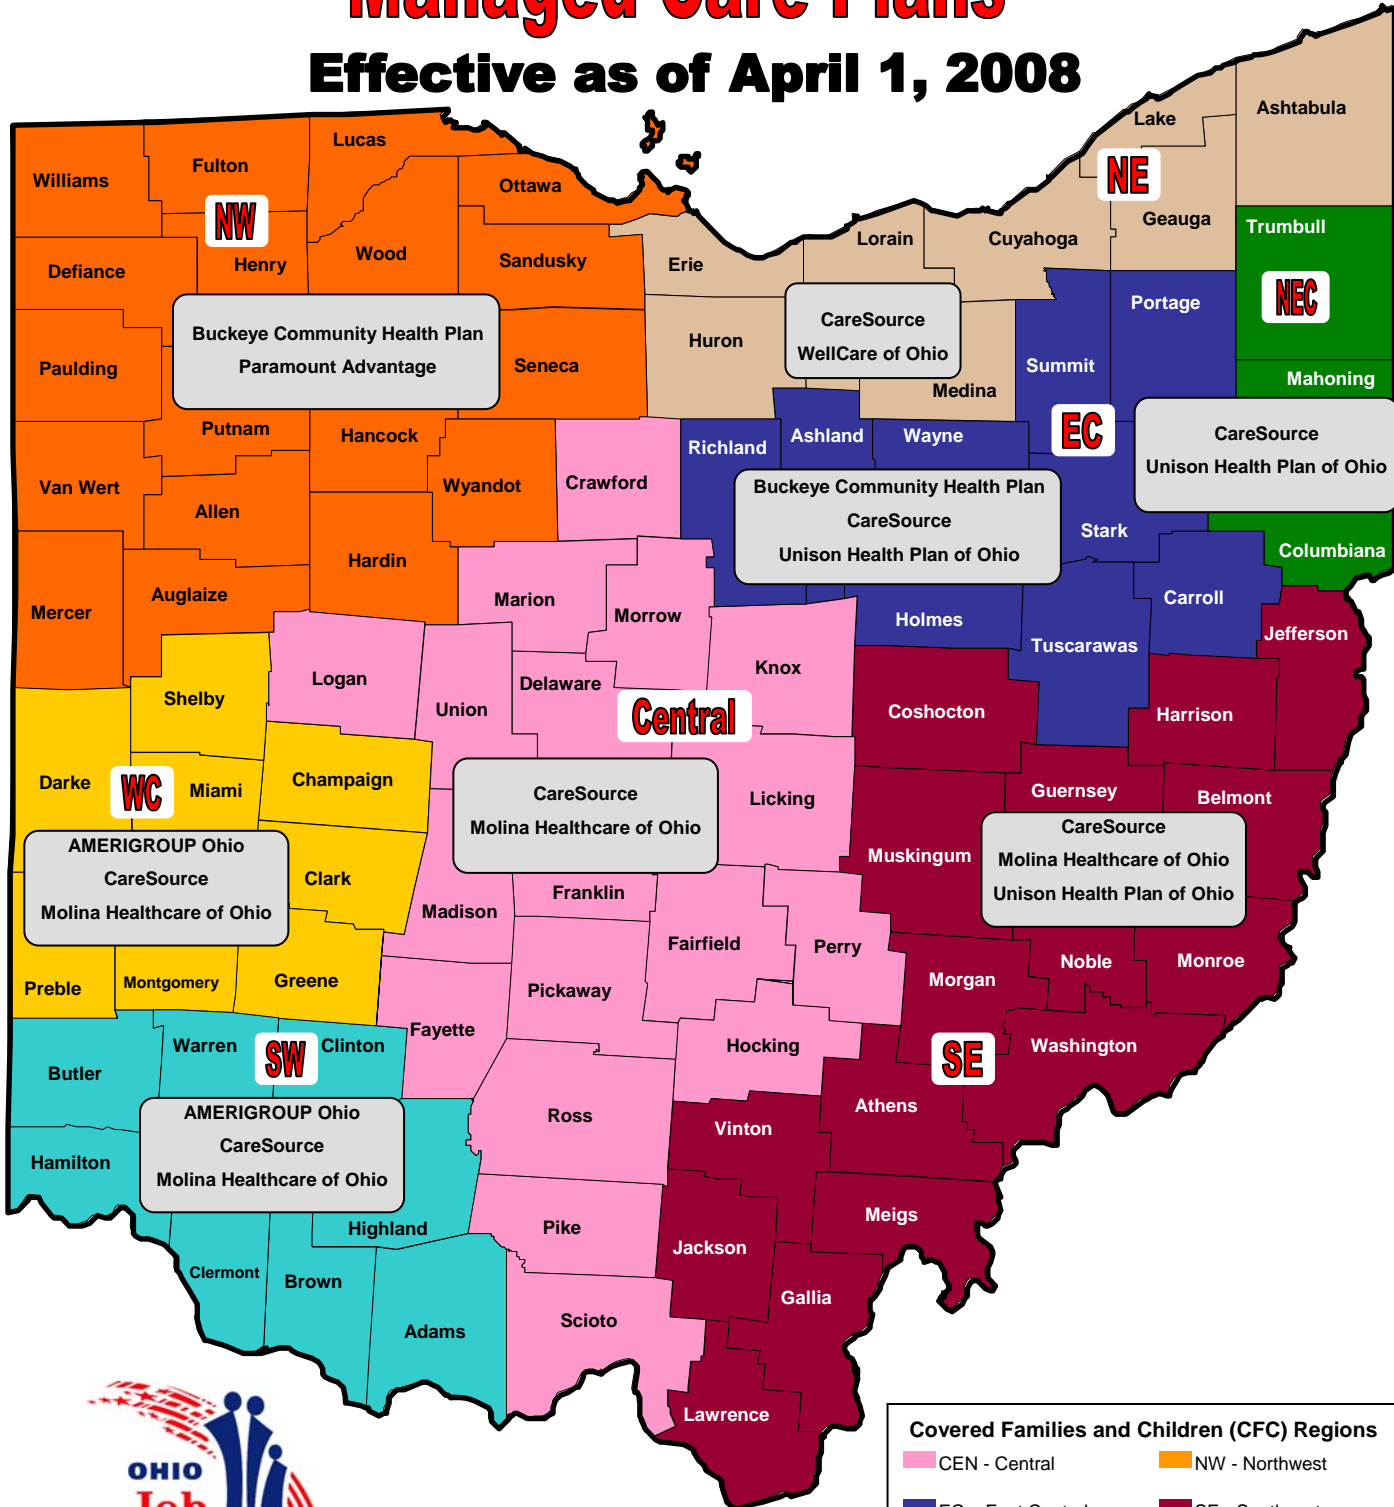 Managed Care Plans
Effective as of April 1, 2008
Lake
Ashtabula
Lucas
Fulton
Williams
Ottawa
NE
NW
Geauga
Trumbull
Lorain
Cuyahoga
Wood
Sandusky
Erie
Henry
Defiance
NEC
Portage
Buckeye Community Health Plan
Paramount Advantage
CareSource
WellCare of Ohio
Huron
Paulding
Seneca
Summit
Mahoning
Medina
Putnam
Hancock
Richland
Ashland
Wayne
EC
CareSource
Unison Health Plan of Ohio
Van Wert
Wyandot
Crawford
Buckeye Community Health Plan
CareSource
Unison Health Plan of Ohio
Allen
Stark
Columbiana
Hardin
Auglaize
Marion
Mercer
Morrow
Holmes
Carroll
Jefferson
Tuscarawas
Knox
Logan
Delaware
Shelby
Union
Central
Coshocton
Harrison
Darke
WC
Miami
Champaign
Licking
Guernsey
Belmont
CareSource
Molina Healthcare of Ohio
CareSource
Molina Healthcare of Ohio
Unison Health Plan of Ohio
AMERIGROUP Ohio
CareSource
Molina Healthcare of Ohio
Muskingum
Clark
Franklin
Madison
Fairfield
Perry
Noble
Monroe
Preble
Montgomery
Greene
Pickaway
Morgan
Fayette
Warren
SW
Clinton
Hocking
SE
Washington
Butler
AMERIGROUP Ohio
CareSource
Molina Healthcare of Ohio
Ross
Vinton
Athens
Hamilton
Highland
Pike
Meigs
Jackson
Clermont
Brown
Gallia
Adams
Scioto
Lawrence
Covered Families and Children (CFC) Regions
CEN - Central
NW - Northwest
OHIO
Job